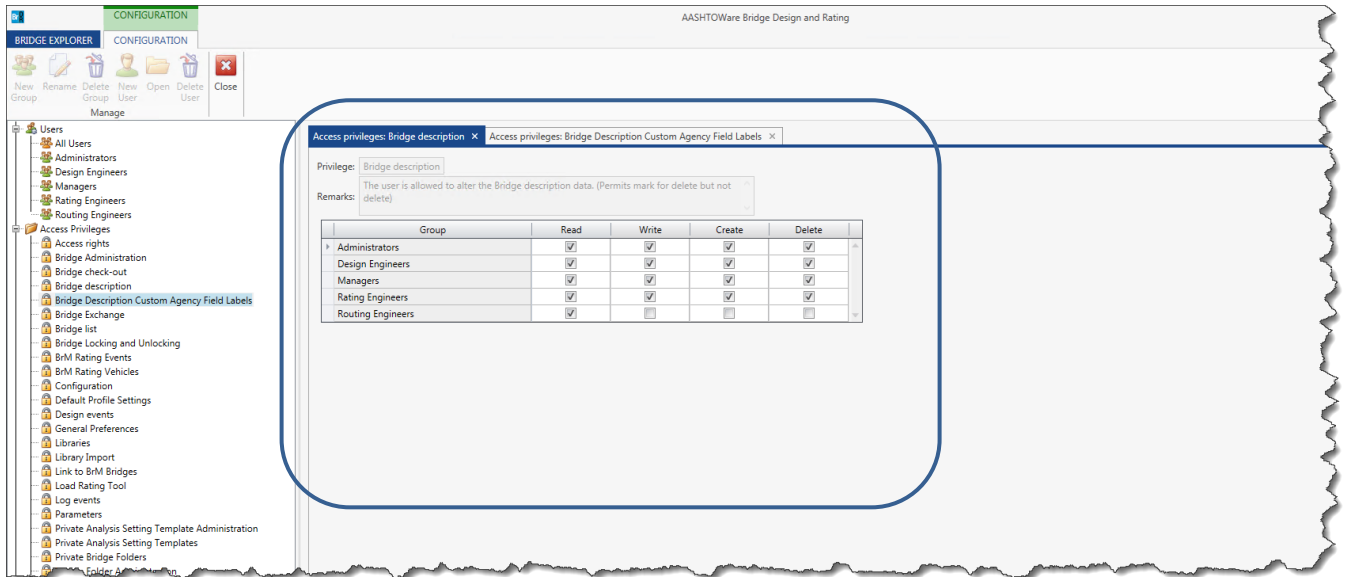 Br
CONFIGURATION
AASHTOWare Bridge Design and Rating
BRIDGE EXPLORER CONFIGURATION
New Group Rename Delete Group New User Open Delete User Close
Manage
Users
All Users
Administrators
Design Engineers
Managers
Rating Engineers
Routing Engineers
Access Privileges
Access rights
Bridge Administration
Bridge check-out
Bridge description
Bridge Description Custom Agency Field Labels
Bridge Exchange
Bridge list
Bridge Locking and Unlocking
BrM Rating Events
BrM Rating Vehicles
Configuration
Default Profile Settings
Design events
General Preferences
Libraries
Library Import
Link to BrM Bridges
Load Rating Tool
Log events
Parameters
Private Analysis Setting Template Administration
Private Analysis Setting Templates
Private Bridge Folders
Folder Administration
Access privileges: Bridge description × Access privileges: Bridge Description Custom Agency Field Labels ×
Privilege: Bridge description
Remarks: The user is allowed to alter the Bridge description data. (Permits mark for delete but not
delete)
Group Read Write Create Delete
Administrators
Design Engineers
Managers
Rating Engineers
Routing Engineers